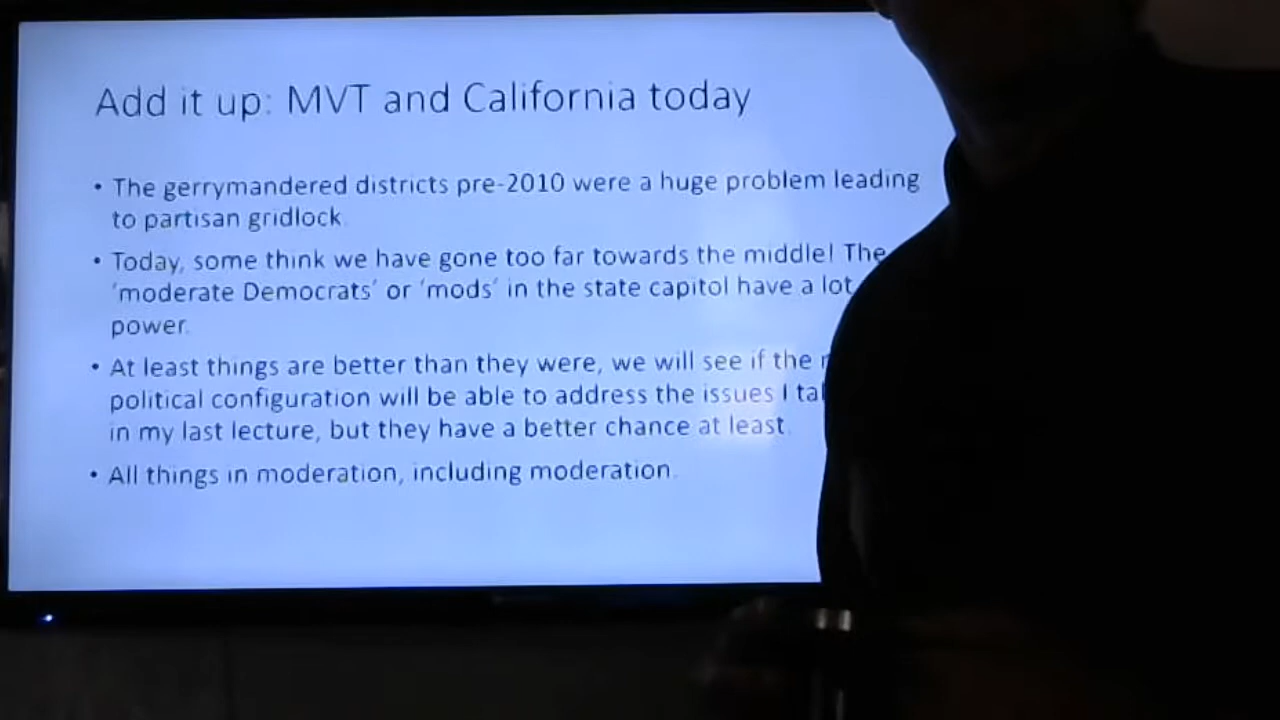 Add it up: MVT and California today
• The gerrymandered districts pre-2010 were a huge problem leading
to partisan gridlock.
• Today, some think we have gone too far towards the middle! The
'moderate Democrats' or 'mods' in the state capitol have a lot
power.
• At least things are better than they were, we will see if the
political configuration will be able to address the issues I
in my last lecture, but they have a better chance at least.
• All things in moderation, including moderation.